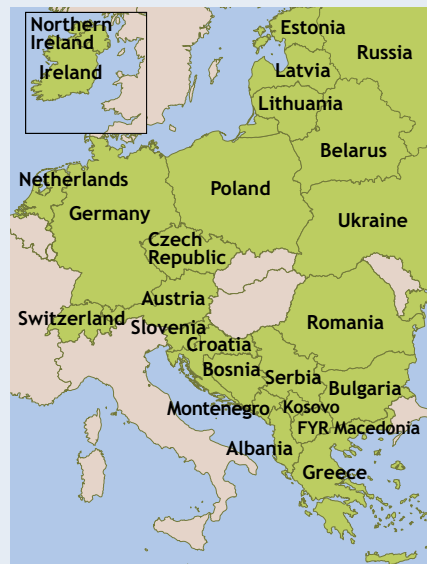 Northern
Ireland
Ireland
Estonia
Russia
Latvia
Lithuania
Belarus
Netherlands
Poland
Germany
Ukraine
Czech
Republic
Austria
Switzerland
Slovenia
Romania
Croatia
Bosnia
Serbia
Bulgaria
Montenegro
Kosovo
FYR Macedonia
Albania
Greece